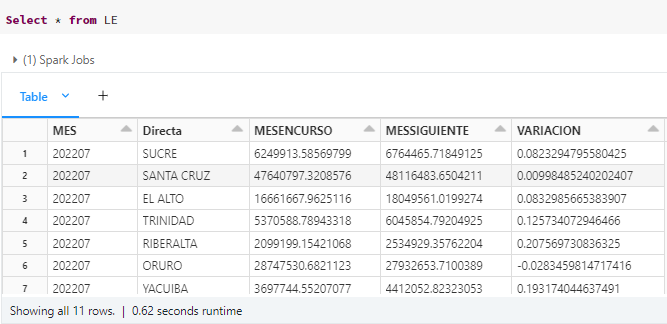 Select * from LE
(1) Spark Jobs
Table +
MES Directa MESENCURSO MESSIGUIENTE VARIACION
1 202207 SUCRE 6249913.58569799 6764465.71849125 0.0823294795580425
2 202207 SANTA CRUZ 47640797.3208576 48116483.6504211 0.00998485240202407
3 202207 EL ALTO 16661667.9625116 18049561.0199274 0.0832985665383907
4 202207 TRINIDAD 5370588.78943318 6045854.79204925 0.125734072946466
5 202207 RIBERALTA 2099199.15421068 2534929.35762204 0.207569730836325
6 202207 ORURO 28747530.6821123 27932653.7100389 -0.0283459814717416
7 202207 YACUIBA 3697744.55207077 4412052.82323053 0.193174044637491
Showing all 11 rows. | 0.62 seconds runtime